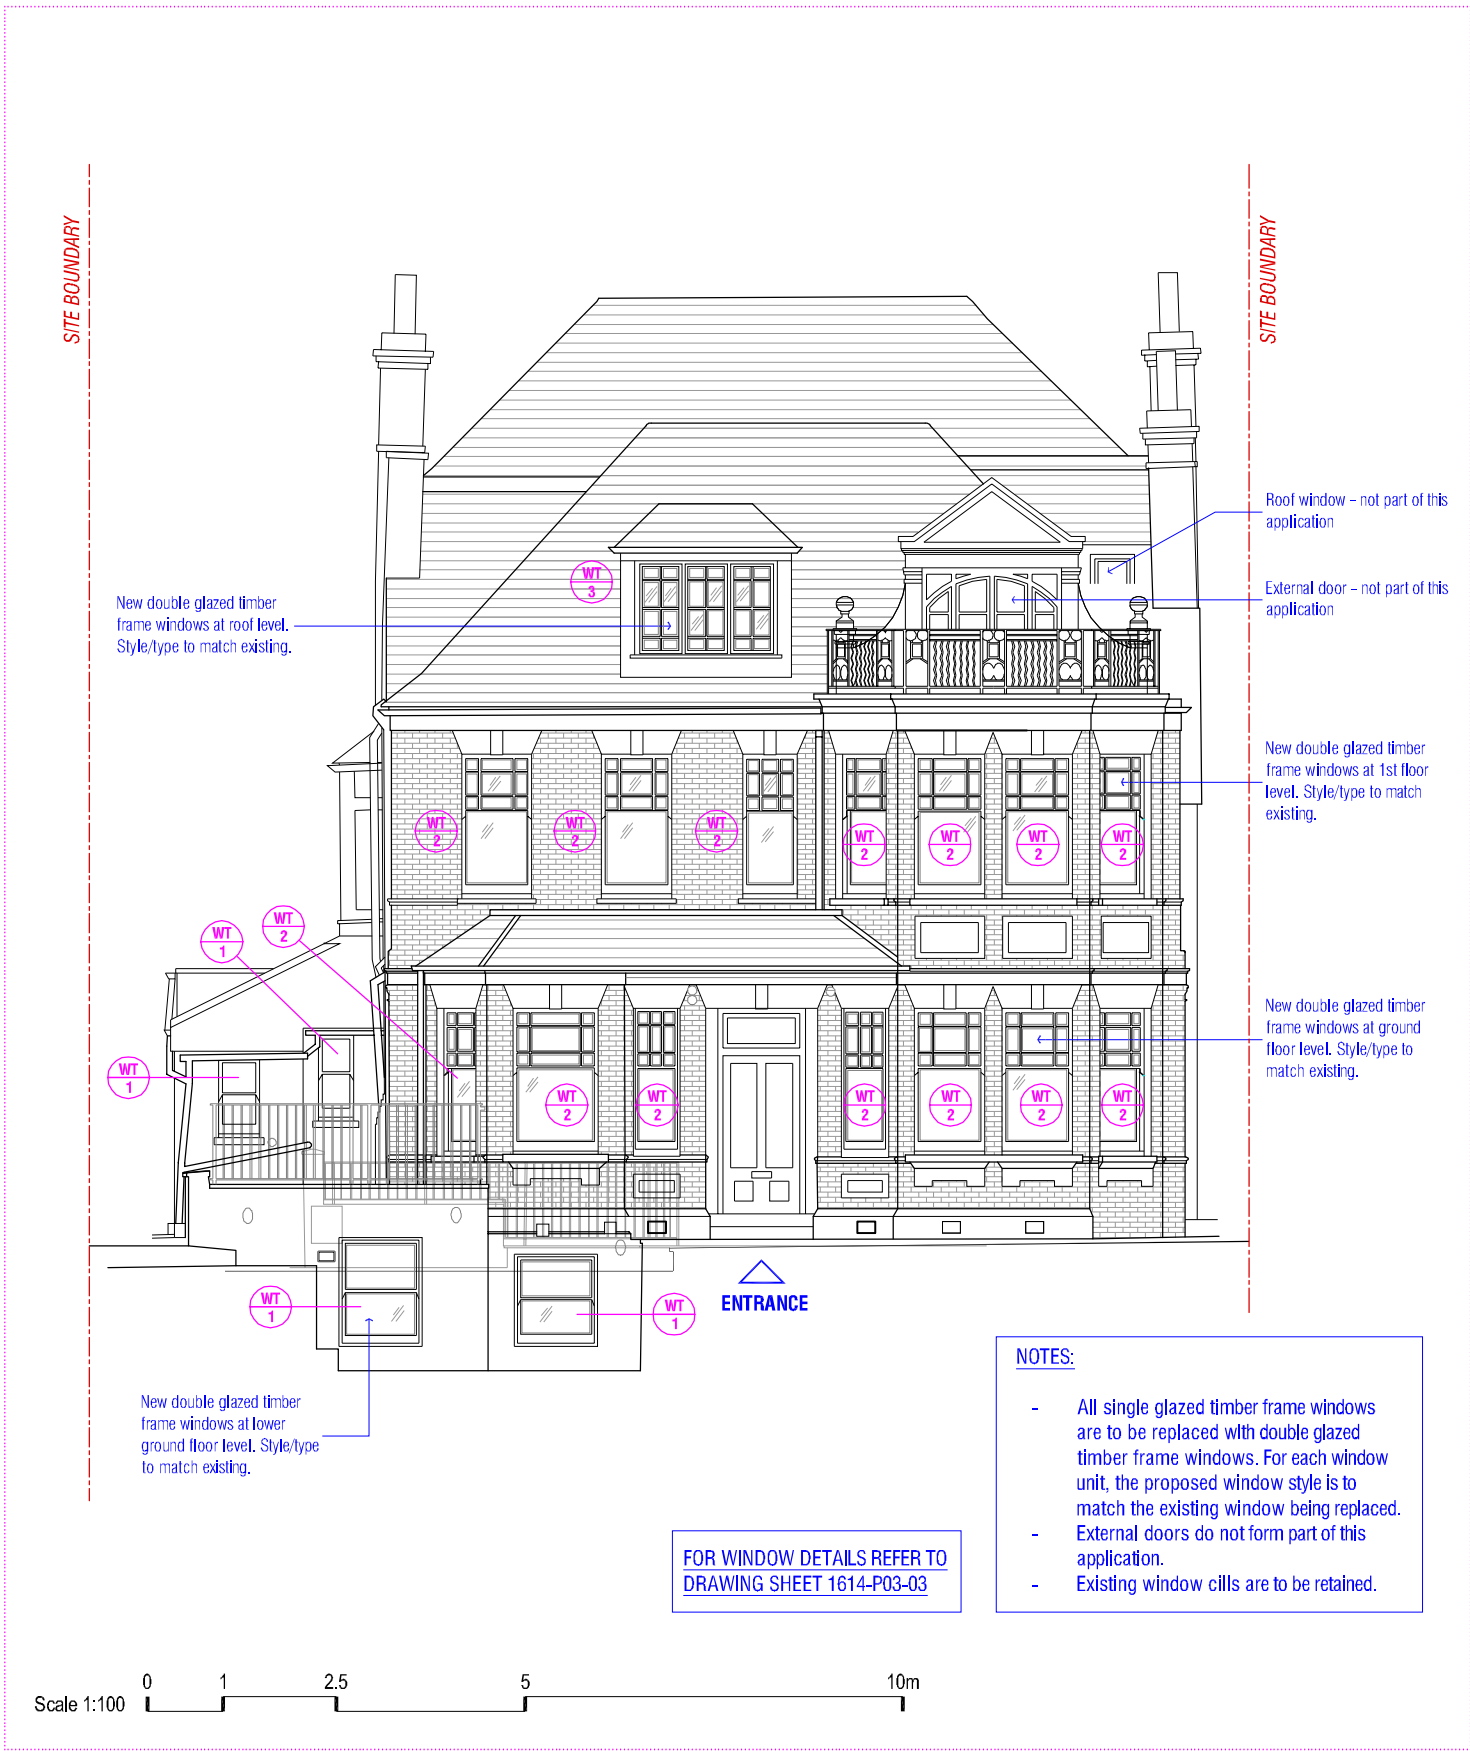 SITE BOUNDARY
SITE BOUNDARY
Roof window – not part of this
application
WT
3
External door – not part of this
application
New double glazed timber
frame windows at roof level.
Style/type to match existing.
New double glazed timber
frame windows at 1st floor
level. Style/type to match
existing.
WT
2
WT
2
WT
2
WT
2
WT
2
WT
2
WT
2
WT
1
WT
2
New double glazed timber
frame windows at ground
floor level. Style/type to
match existing.
WT
1
WT
2
WT
2
WT
2
WT
2
WT
2
WT
2
WT
1
WT
1
ENTRANCE
New double glazed timber
frame windows at lower
ground floor level. Style/type
to match existing.
NOTES:
- All single glazed timber frame windows
are to be replaced with double glazed
timber frame windows. For each window
unit, the proposed window style is to
match the existing window being replaced.
- External doors do not form part of this
application.
- Existing window cills are to be retained.
FOR WINDOW DETAILS REFER TO
DRAWING SHEET 1614-P03-03
Scale 1:100 0 1 2.5 5 10m